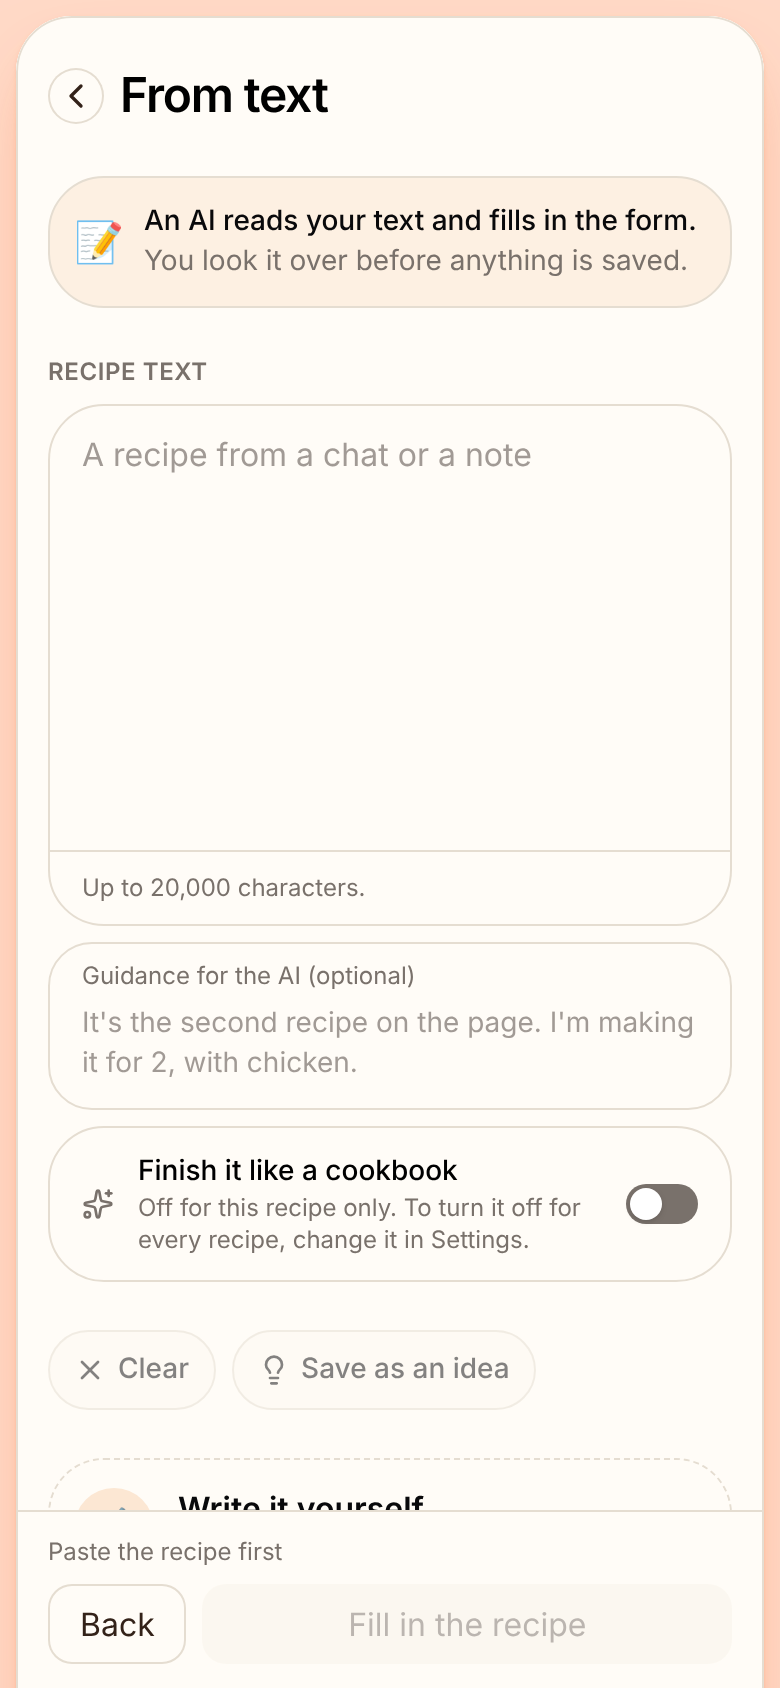 From text
An AI reads your text and fills in the form.
You look it over before anything is saved.
RECIPE TEXT
A recipe from a chat or a note
Up to 20,000 characters.
Guidance for the AI (optional)
It's the second recipe on the page. I'm making
it for 2, with chicken.
Finish it like a cookbook
Off for this recipe only. To turn it off for
every recipe, change it in Settings.
Clear
Save as an idea
Write it yourself
Paste the recipe first
Back
Fill in the recipe